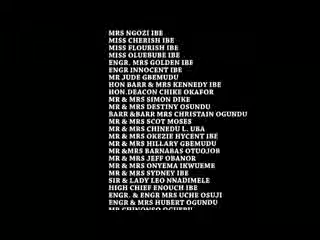 MRS NGOZI IBE
MISS CHERISH IBE
MISS FLOURISH IBE
MISS OLUEBUBE IBE
ENGR. MRS GOLDEN IBE
ENGR INNOCENT IBE
MR JUDE GBEMUDU
HON BARR & MRS KENNEDY IBE
HON.DEACON CHIKE OKAFOR
MR & MRS SIMON DIKE
MR & MRS DESTINY OSUNDU
BARR &BARR MRS CHRISTAIN OGUNDU
MR & MRS SCOT MOSES
MR & MRS CHINEDU L. UBA
MR & MRS OKEZIE HYCENT IBE
MR & MRS HILLARY GBEMUDU
MR &MRS BARNABAS OTUOJOB
MR & MRS JEFF OBANOR
MR & MRS ONYEMA IKWUEME
MR & MRS SYDNEY IBE
SIR & LADY LEO NNADIMELE
HIGH CHIEF ENOUCH IBE
ENGR. & ENGR MRS UCHE OSUJI
ENGR & MRS HUBERT OGUNDU